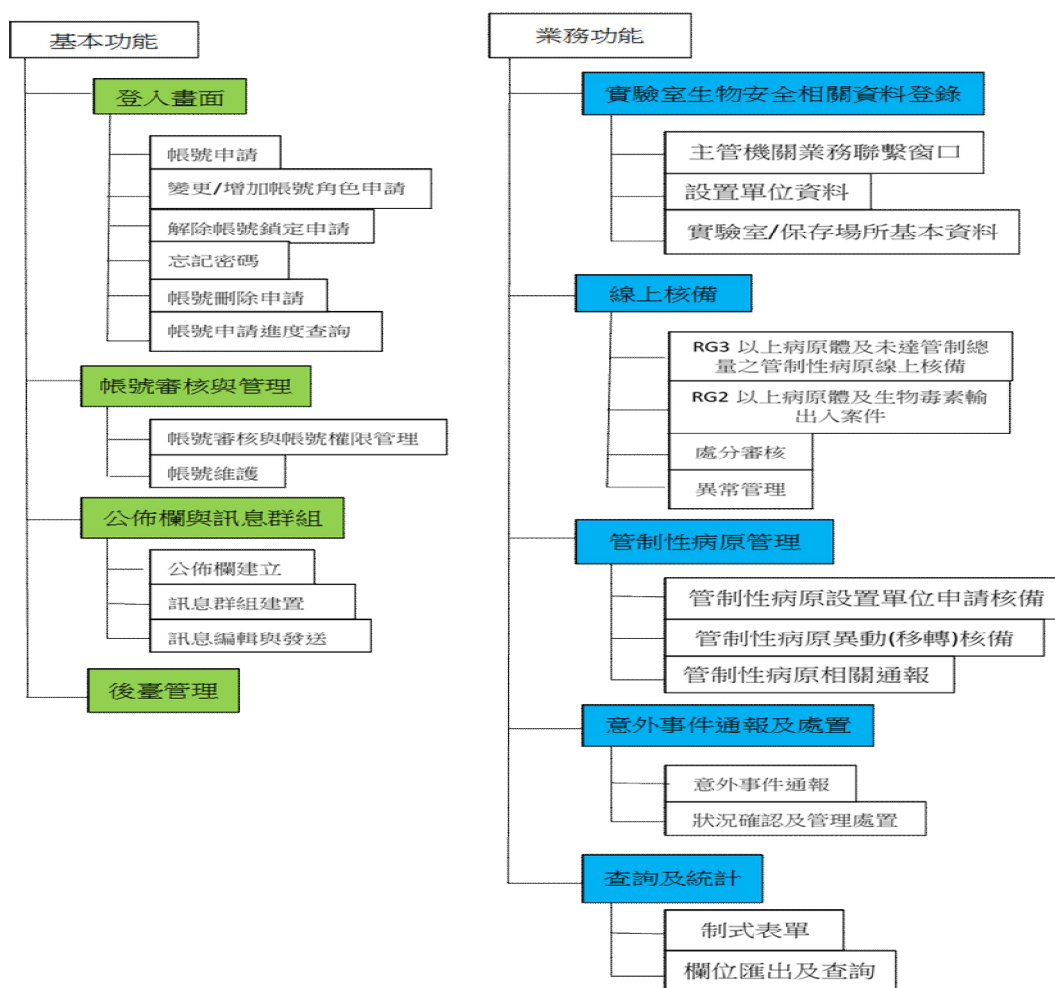 基本功能
登入畫面
帳號申請
變更/增加帳號角色申請
解除帳號鎖定申請
忘記密碼
帳號刪除申請
帳號申請進度查詢
帳號審核與管理
帳號審核與帳號權限管理
帳號維護
公佈欄與訊息群組
公佈欄建立
訊息群組建置
訊息編輯與發送
後臺管理
業務功能
實驗室生物安全相關資料登錄
主管機關業務聯繫窗口
設置單位資料
實驗室/保存場所基本資料
線上核備
RG3 以上病原體及未達管制總
量之管制性病原線上核備
RG2 以上病原體及生物毒素輸
出入案件
處分審核
異常管理
管制性病原管理
管制性病原設置單位申請核備
管制性病原異動(移轉)核備
管制性病原相關通報
意外事件通報及處置
意外事件通報
狀況確認及管理處置
查詢及統計
制式表單
欄位匯出及查詢